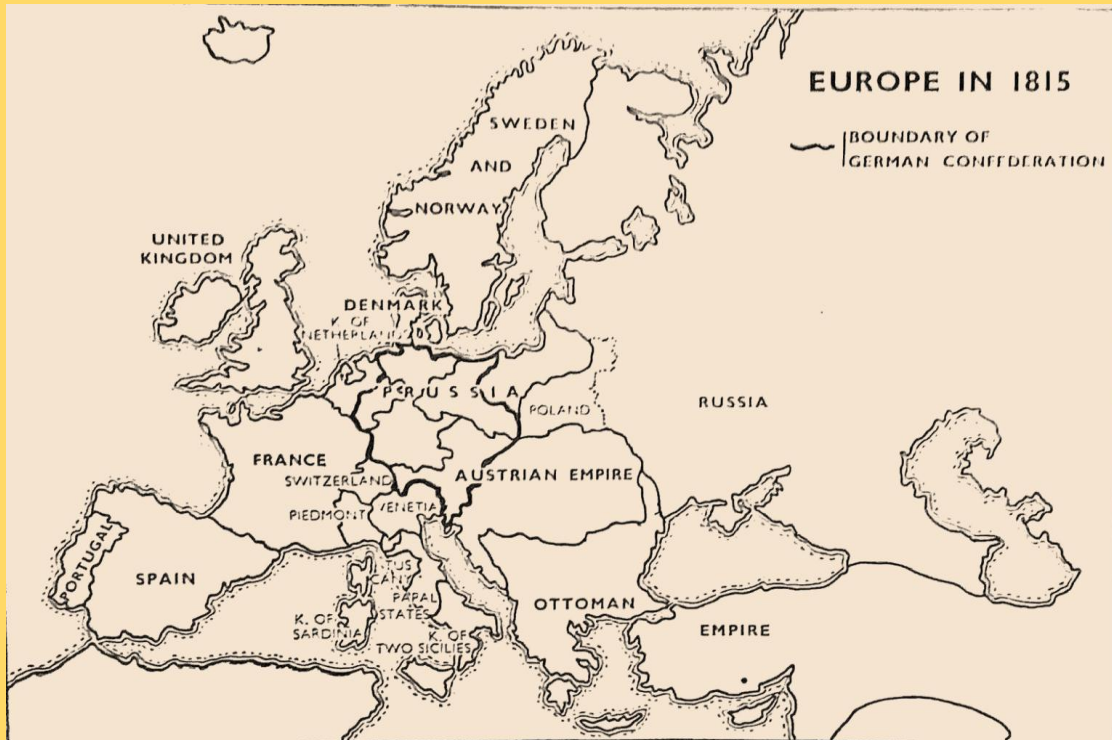 EUROPE IN 1815
BOUNDARY OF
GERMAN CONFEDERATION
SWEDEN
AND
NORWAY
UNITED
KINGDOM
DENMARK
K. OF
NETHERLANDS
PRUSSIA
POLAND
RUSSIA
FRANCE
SWITZERLAND
AUSTRIAN EMPIRE
PIEDMONT
VENETIA
PORTUGAL
SPAIN
TUS
CANY
PAPAL
STATES
K. OF
SARDINIA
K. OF
TWO SICILIES
OTTOMAN
EMPIRE